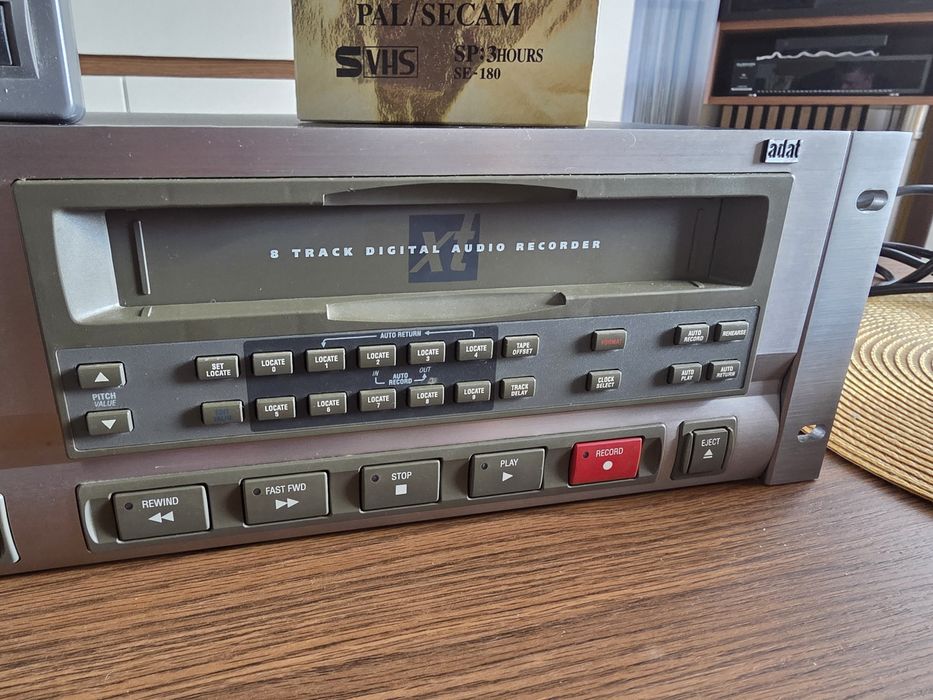 PAL/SECAM
SVHS
SP:3HOURS
SE-180
adat
xt
8 TRACK DIGITAL AUDIO RECORDER
AUTO RETURN
SET LOCATE
LOCATE 0
LOCATE 1
LOCATE 2
LOCATE 3
LOCATE 4
TAPE OFFSET
FORMAT
AUTO RECORD
REHEARSE
PITCH
VALUE
IN
AUTO RECORD
OUT
EDIT VALUE
LOCATE 5
LOCATE 6
LOCATE 7
LOCATE 8
LOCATE 9
TRACK DELAY
CLOCK SELECT
AUTO PLAY
AUTO RETURN
REWIND
FAST FWD
STOP
PLAY
RECORD
EJECT